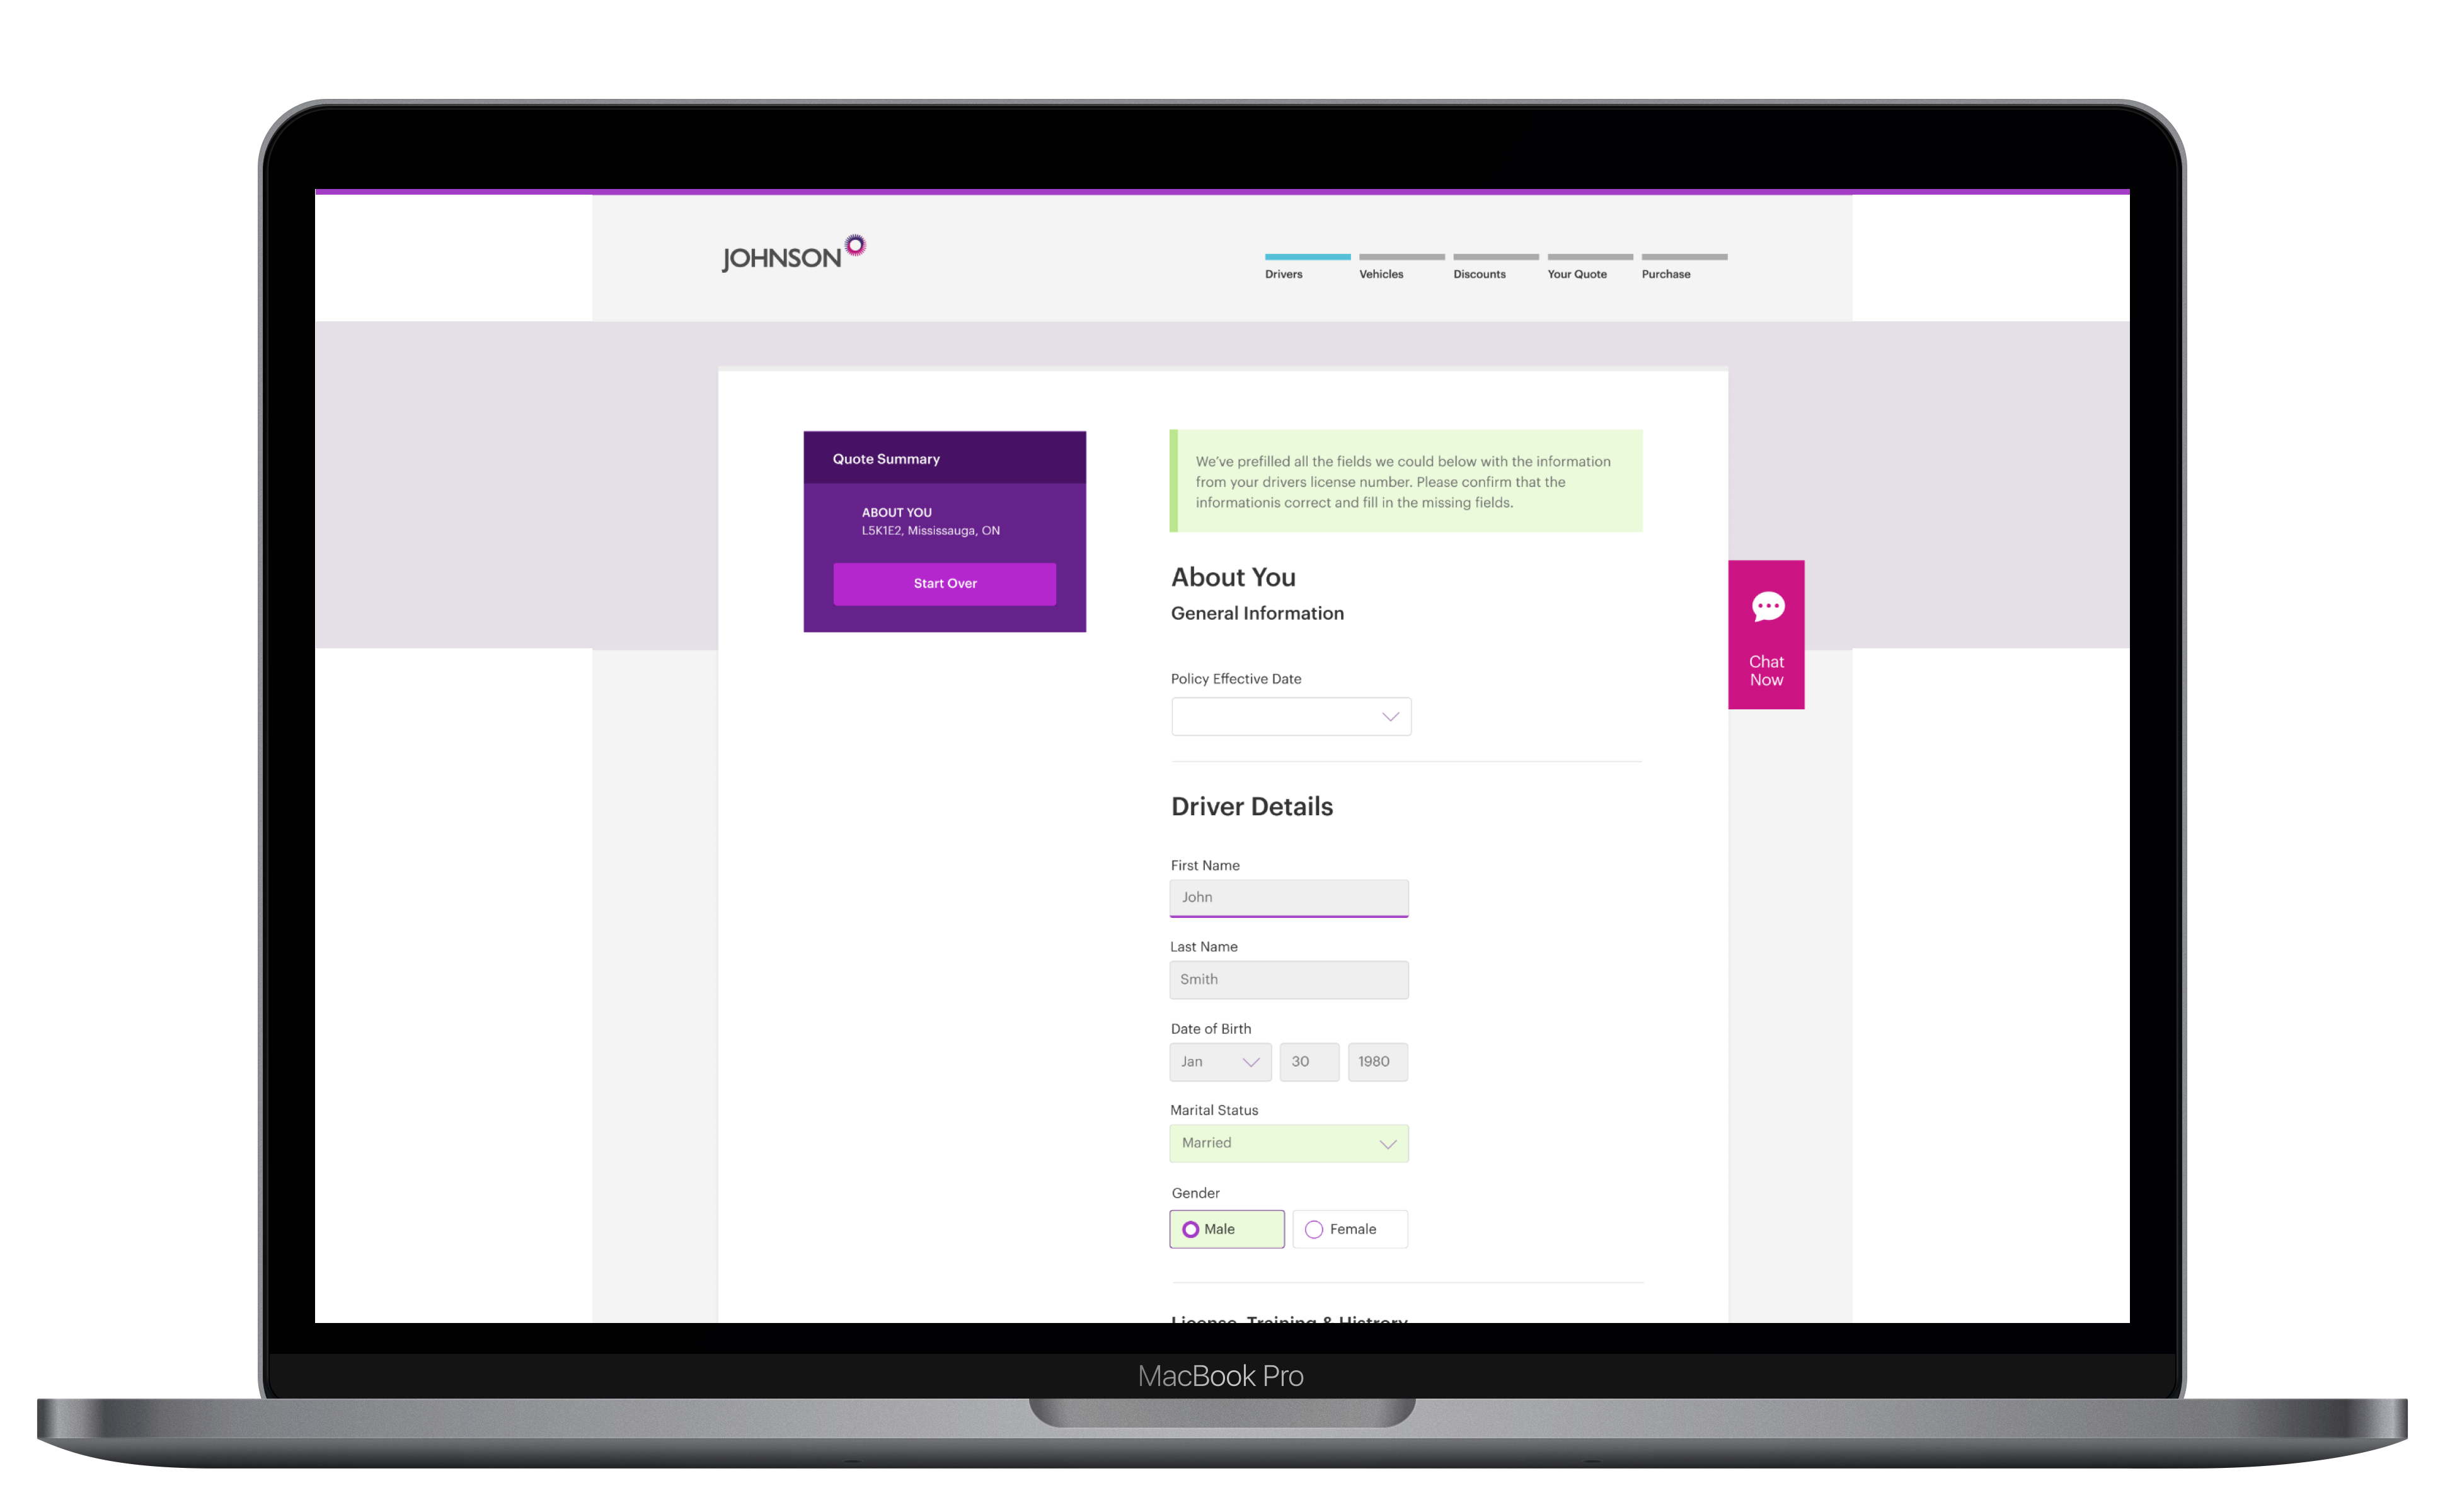 JOHNSON
Drivers
Vehicles
Discounts
Your Quote
Purchase
Quote Summary
ABOUT YOU
L5K1E2, Mississauga, ON
Start Over
We've prefilled all the fields we could below with the information
from your drivers license number. Please confirm that the
informationis correct and fill in the missing fields.
About You
General Information
Policy Effective Date
Chat
Now
Driver Details
First Name
John
Last Name
Smith
Date of Birth
Jan
30
1980
Marital Status
Married
Gender
Male
Female
License, Training & Histrory
MacBook Pro